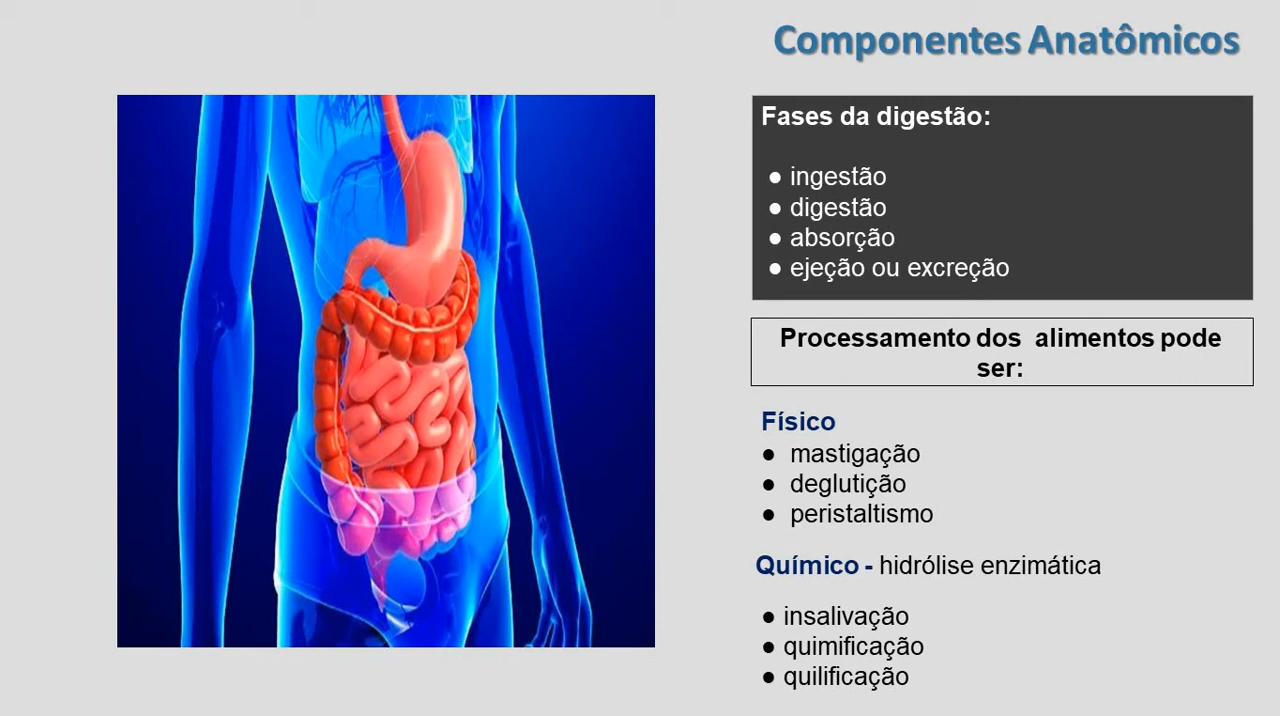 Componentes Anatômicos
Fases da digestão:
● ingestão
● digestão
● absorção
● ejeção ou excreção
Processamento dos alimentos pode
ser:
Físico
● mastigação
● deglutição
● peristaltismo
Químico - hidrólise enzimática
● insalivação
● quimificação
● quilificação